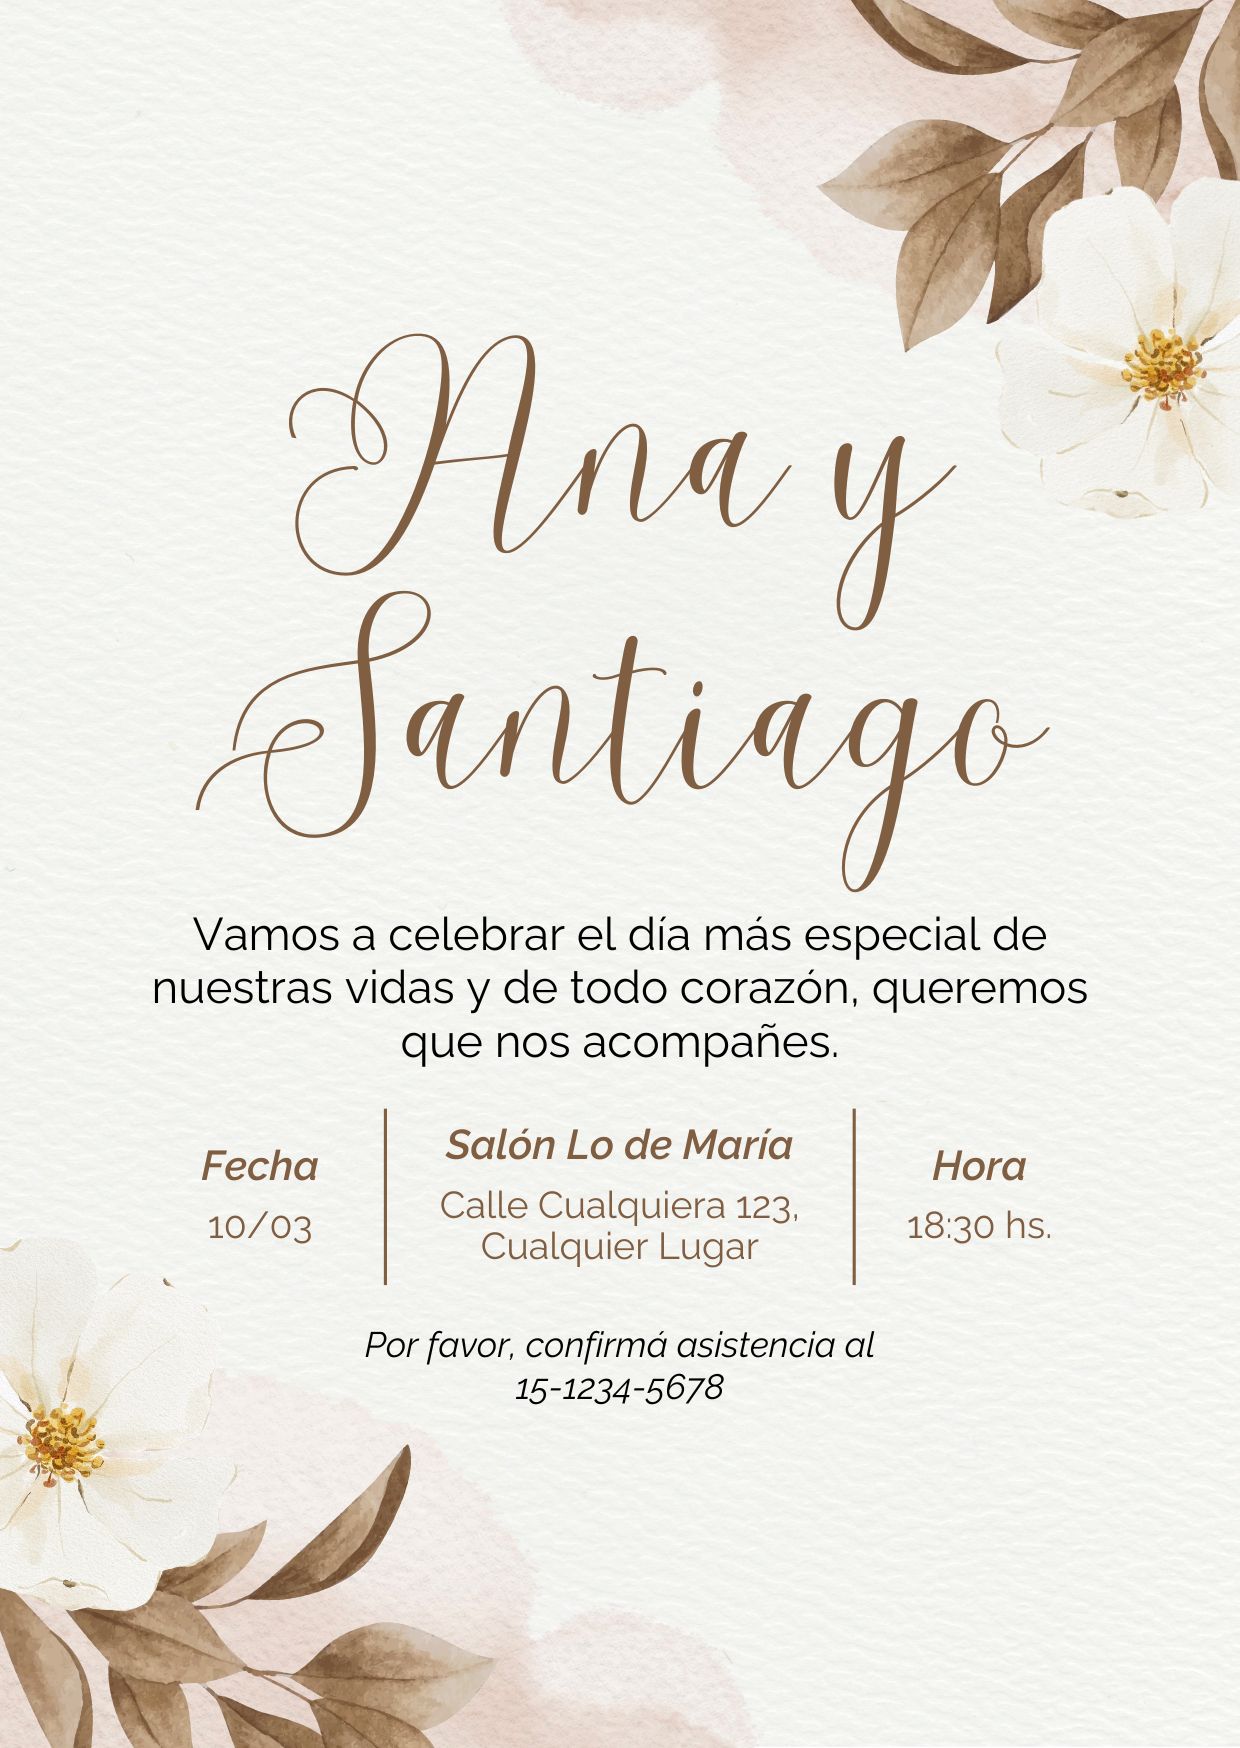 Ana y
Santiago
Vamos a celebrar el día más especial de
nuestras vidas y de todo corazón, queremos
que nos acompañes.
Fecha
10/03
Salón Lo de María
Calle Cualquiera 123,
Cualquier Lugar
Hora
18:30 hs.
Por favor, confirmá asistencia al
15-1234-5678